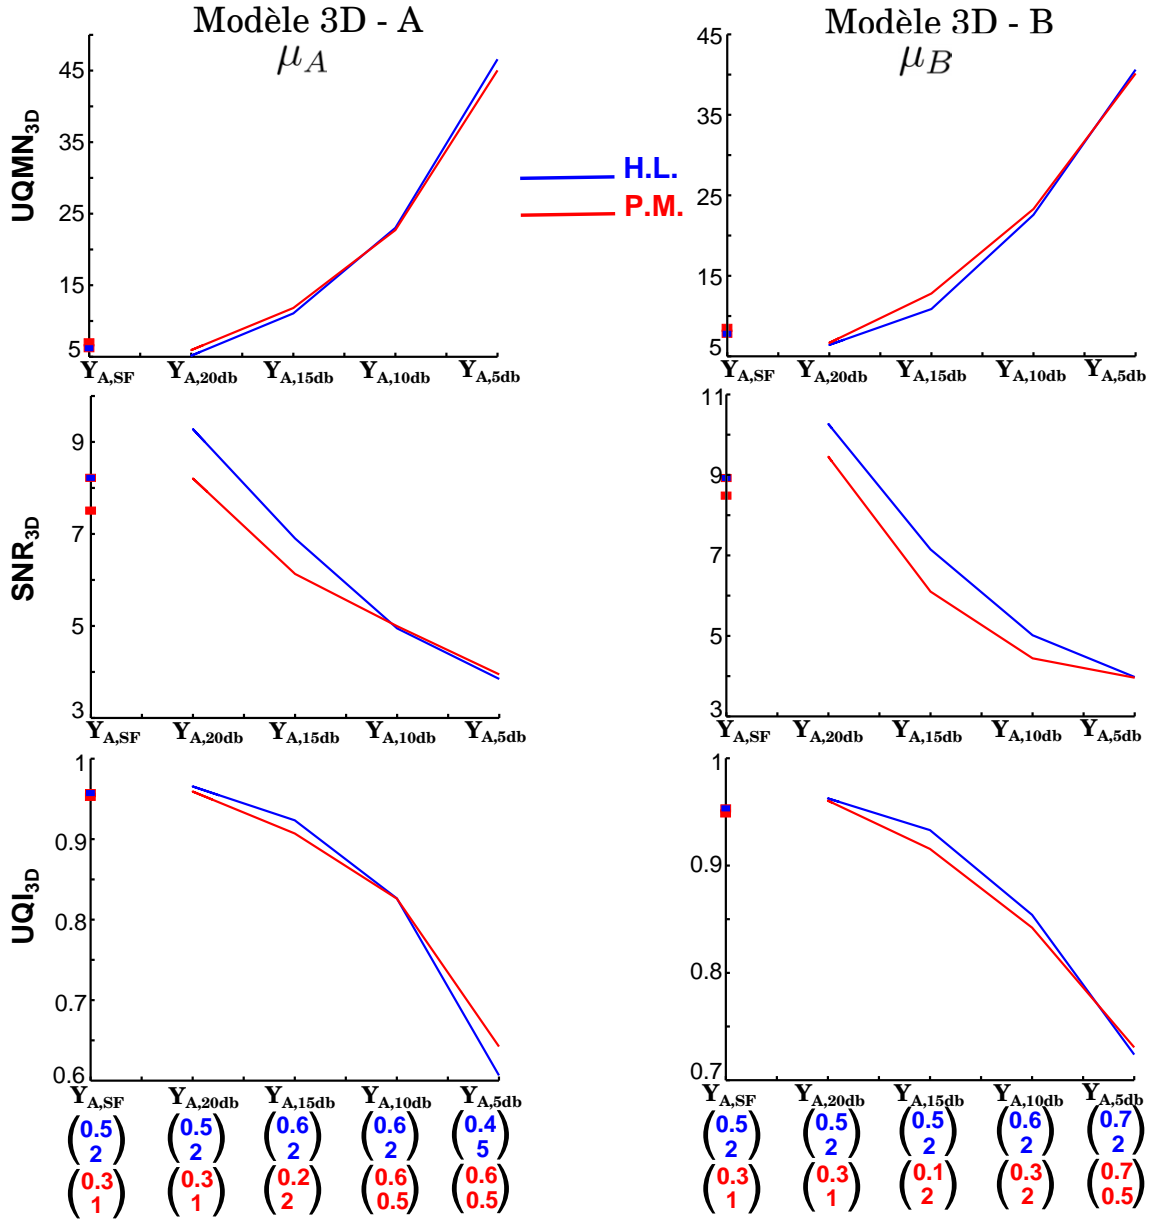 Modèle 3D - A
μ_A
Modèle 3D - B
μ_B
UQMN3D
45
35
25
15
5
Y_A,SF Y_A,20db Y_A,15db Y_A,10db Y_A,5db
H.L.
P.M.
45
35
25
15
5
Y_A,SF Y_A,20db Y_A,15db Y_A,10db Y_A,5db
SNR3D
9
7
5
3
Y_A,SF Y_A,20db Y_A,15db Y_A,10db Y_A,5db
11
9
7
5
3
Y_A,SF Y_A,20db Y_A,15db Y_A,10db Y_A,5db
UQI3D
1
0.9
0.8
0.7
0.6
Y_A,SF Y_A,20db Y_A,15db Y_A,10db Y_A,5db
(0.5 2) (0.5 2) (0.6 2) (0.6 2) (0.4 5)
(0.3 1) (0.3 1) (0.2 2) (0.6 0.5) (0.6 0.5)
1
0.9
0.8
0.7
Y_A,SF Y_A,20db Y_A,15db Y_A,10db Y_A,5db
(0.5 2) (0.5 2) (0.5 2) (0.6 2) (0.7 2)
(0.3 1) (0.3 1) (0.1 2) (0.3 2) (0.7 0.5)